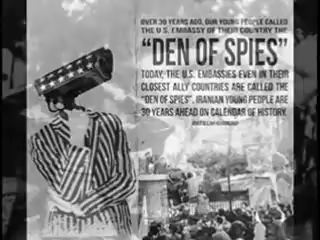 OVER 30 YEARS AGO, OUR YOUNG PEOPLE CALLED
THE U.S. EMBASSY OF THEIR COUNTRY THE
“DEN OF SPIES”
TODAY, THE U.S. EMBASSIES EVEN IN THEIR
CLOSEST ALLY COUNTRIES ARE CALLED THE
“DEN OF SPIES”. IRANIAN YOUNG PEOPLE ARE
30 YEARS AHEAD ON CALENDAR OF HISTORY.